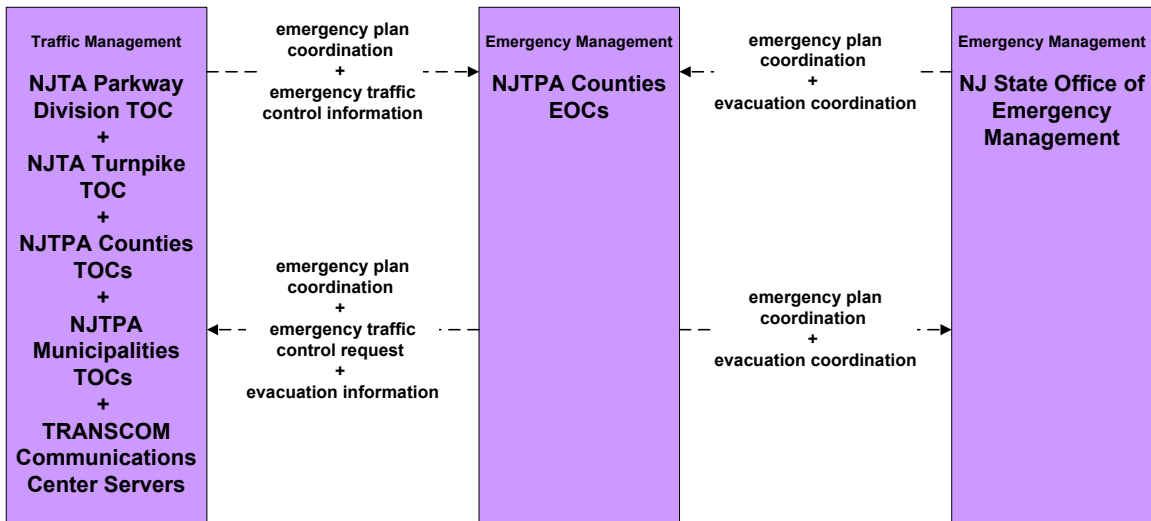 Traffic Management
NJTA Parkway
Division TOC
+
NJTA Turnpike
TOC
+
NJTPA Counties
TOCs
+
NJTPA
Municipalities
TOCs
+
TRANSCOM
Communications
Center Servers
emergency plan
coordination
+
emergency traffic
control information
emergency plan
coordination
+
emergency traffic
control request
+
evacuation information
Emergency Management
NJTPA Counties
EOCs
emergency plan
coordination
+
evacuation coordination
emergency plan
coordination
+
evacuation coordination
Emergency Management
NJ State Office of
Emergency
Management